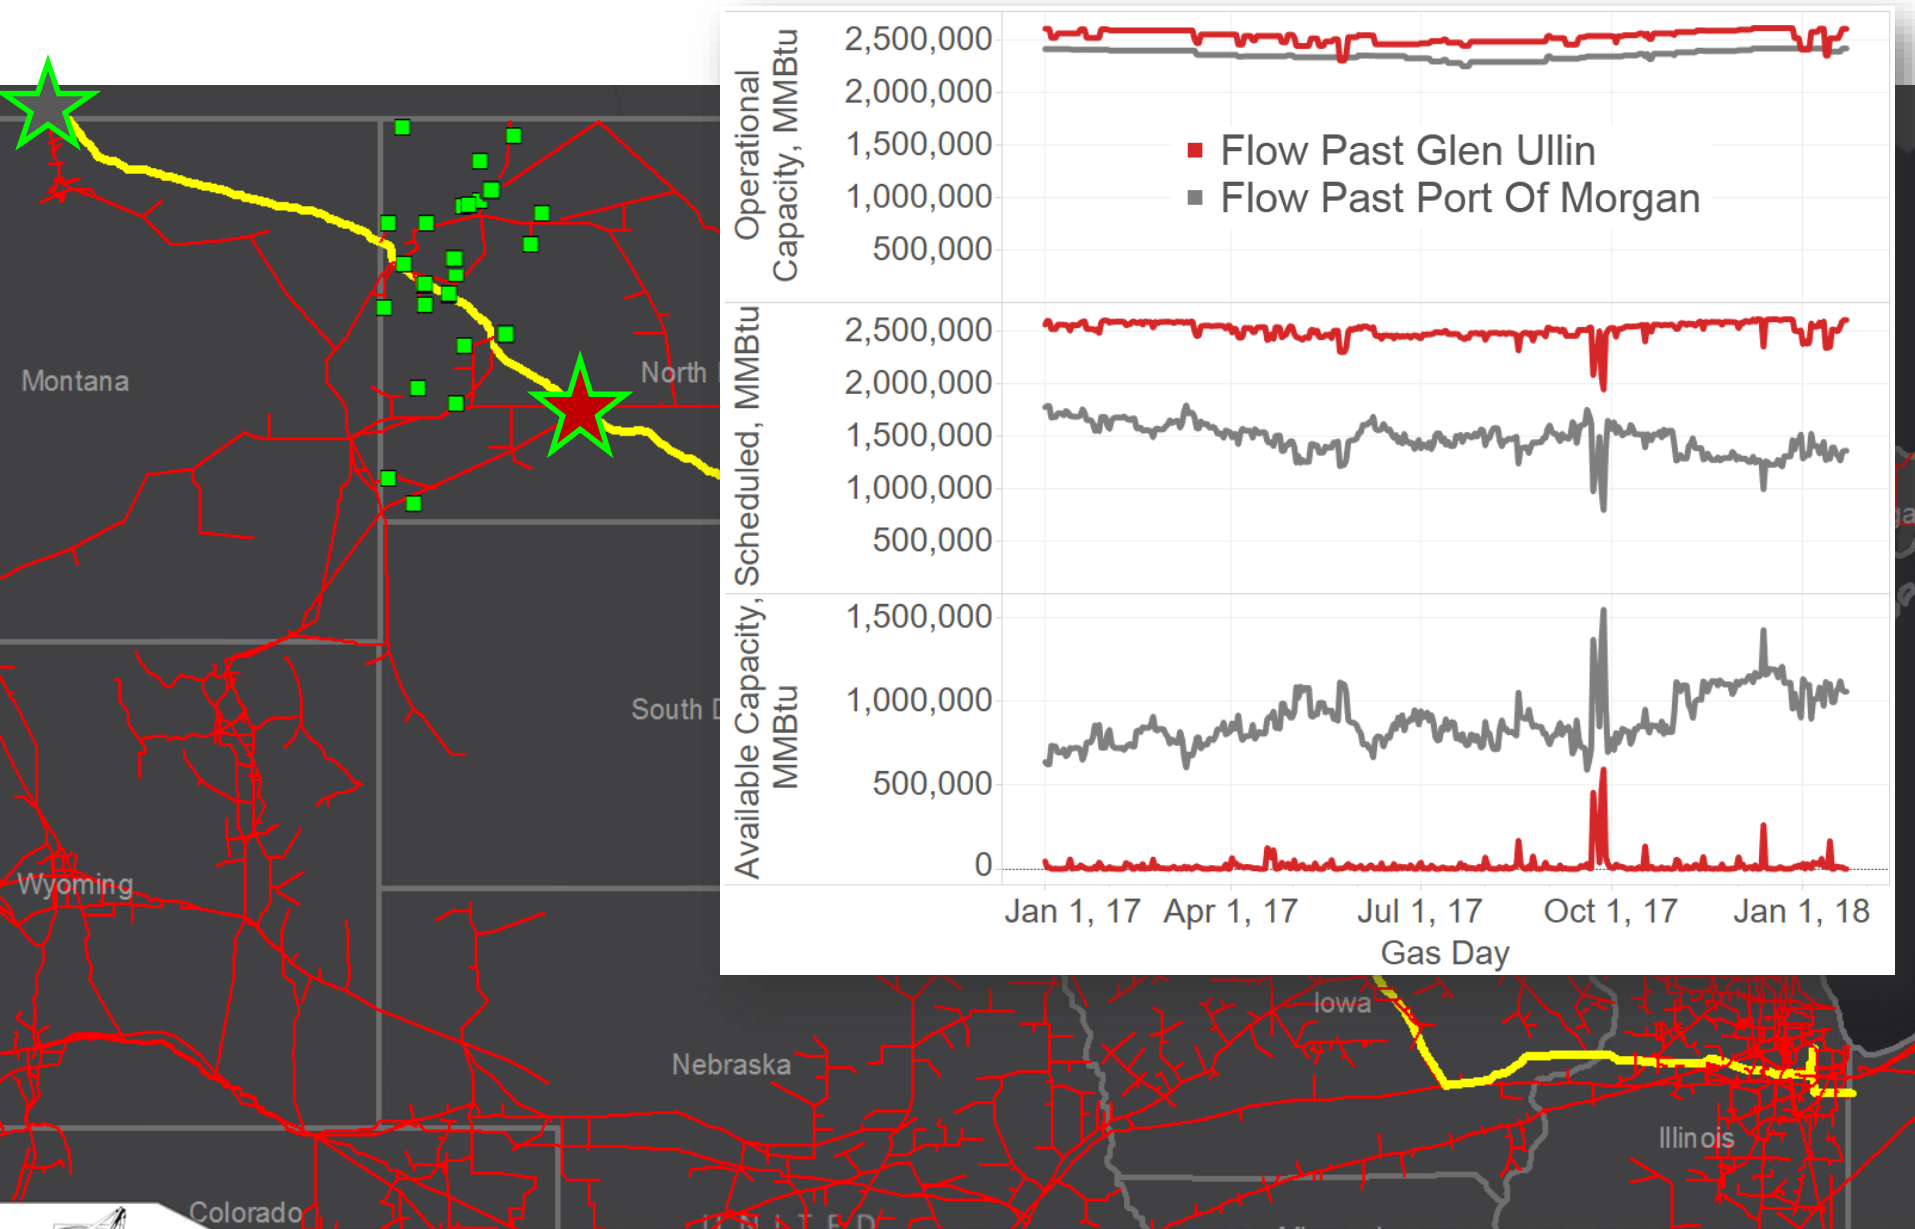 Operational
Capacity, MMBtu
2,500,000
2,000,000
1,500,000
1,000,000
500,000
Flow Past Glen Ullin
Flow Past Port Of Morgan
Scheduled, MMBtu
2,500,000
2,000,000
1,500,000
1,000,000
500,000
Available Capacity,
MMBtu
1,500,000
1,000,000
500,000
0
Jan 1, 17
Apr 1, 17
Jul 1, 17
Oct 1, 17
Jan 1, 18
Gas Day
Montana
North
South
Wyoming
Iowa
Nebraska
Illinois
Colorado